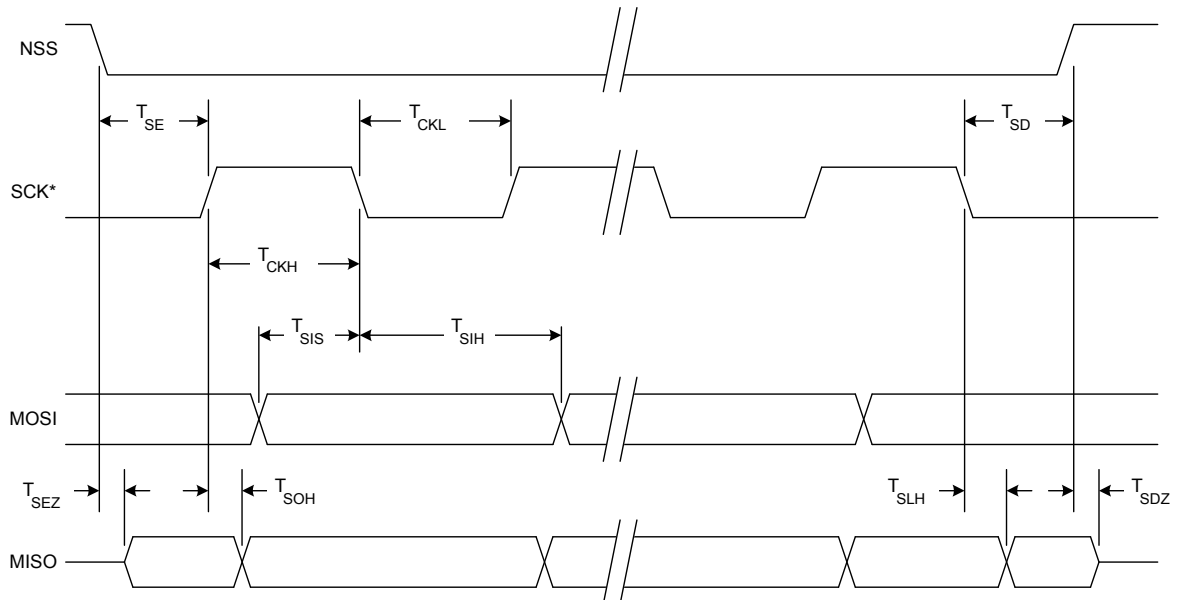 NSS
T_SE
T_CKL
T_SD
SCK*
T_CKH
T_SIS
T_SIH
MOSI
T_SEZ
T_SOH
T_SLH
T_SDZ
MISO